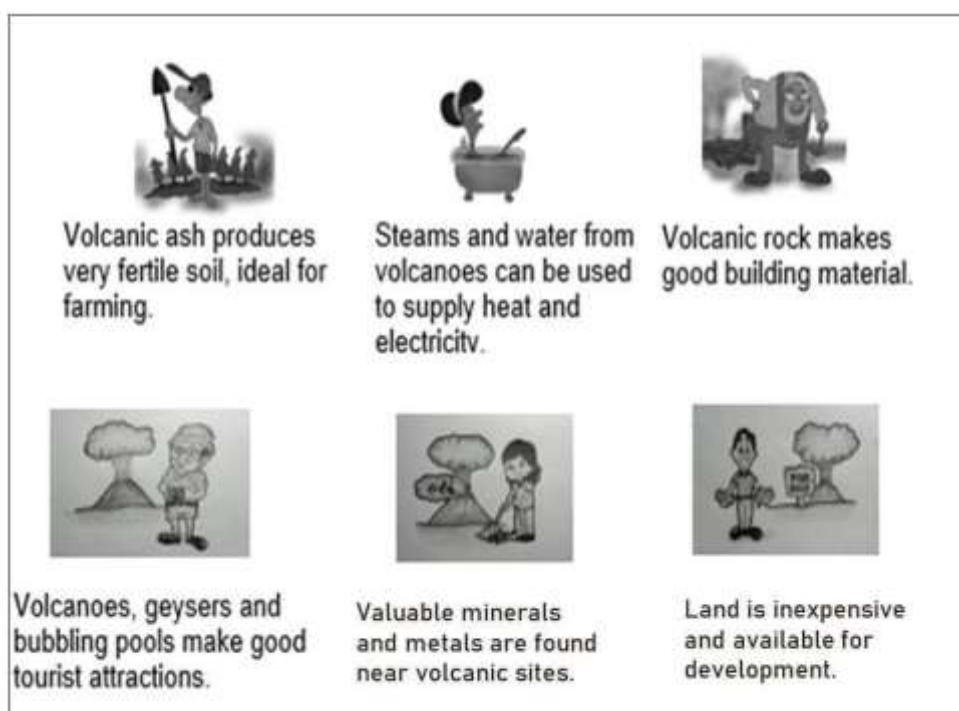 Volcanic ash produces
very fertile soil, ideal for
farming.
Steams and water from
volcanoes can be used
to supply heat and
electricity.
Volcanic rock makes
good building material.
Volcanoes, geysers and
bubbling pools make good
tourist attractions.
Valuable minerals
and metals are found
near volcanic sites.
Land is inexpensive
and available for
development.